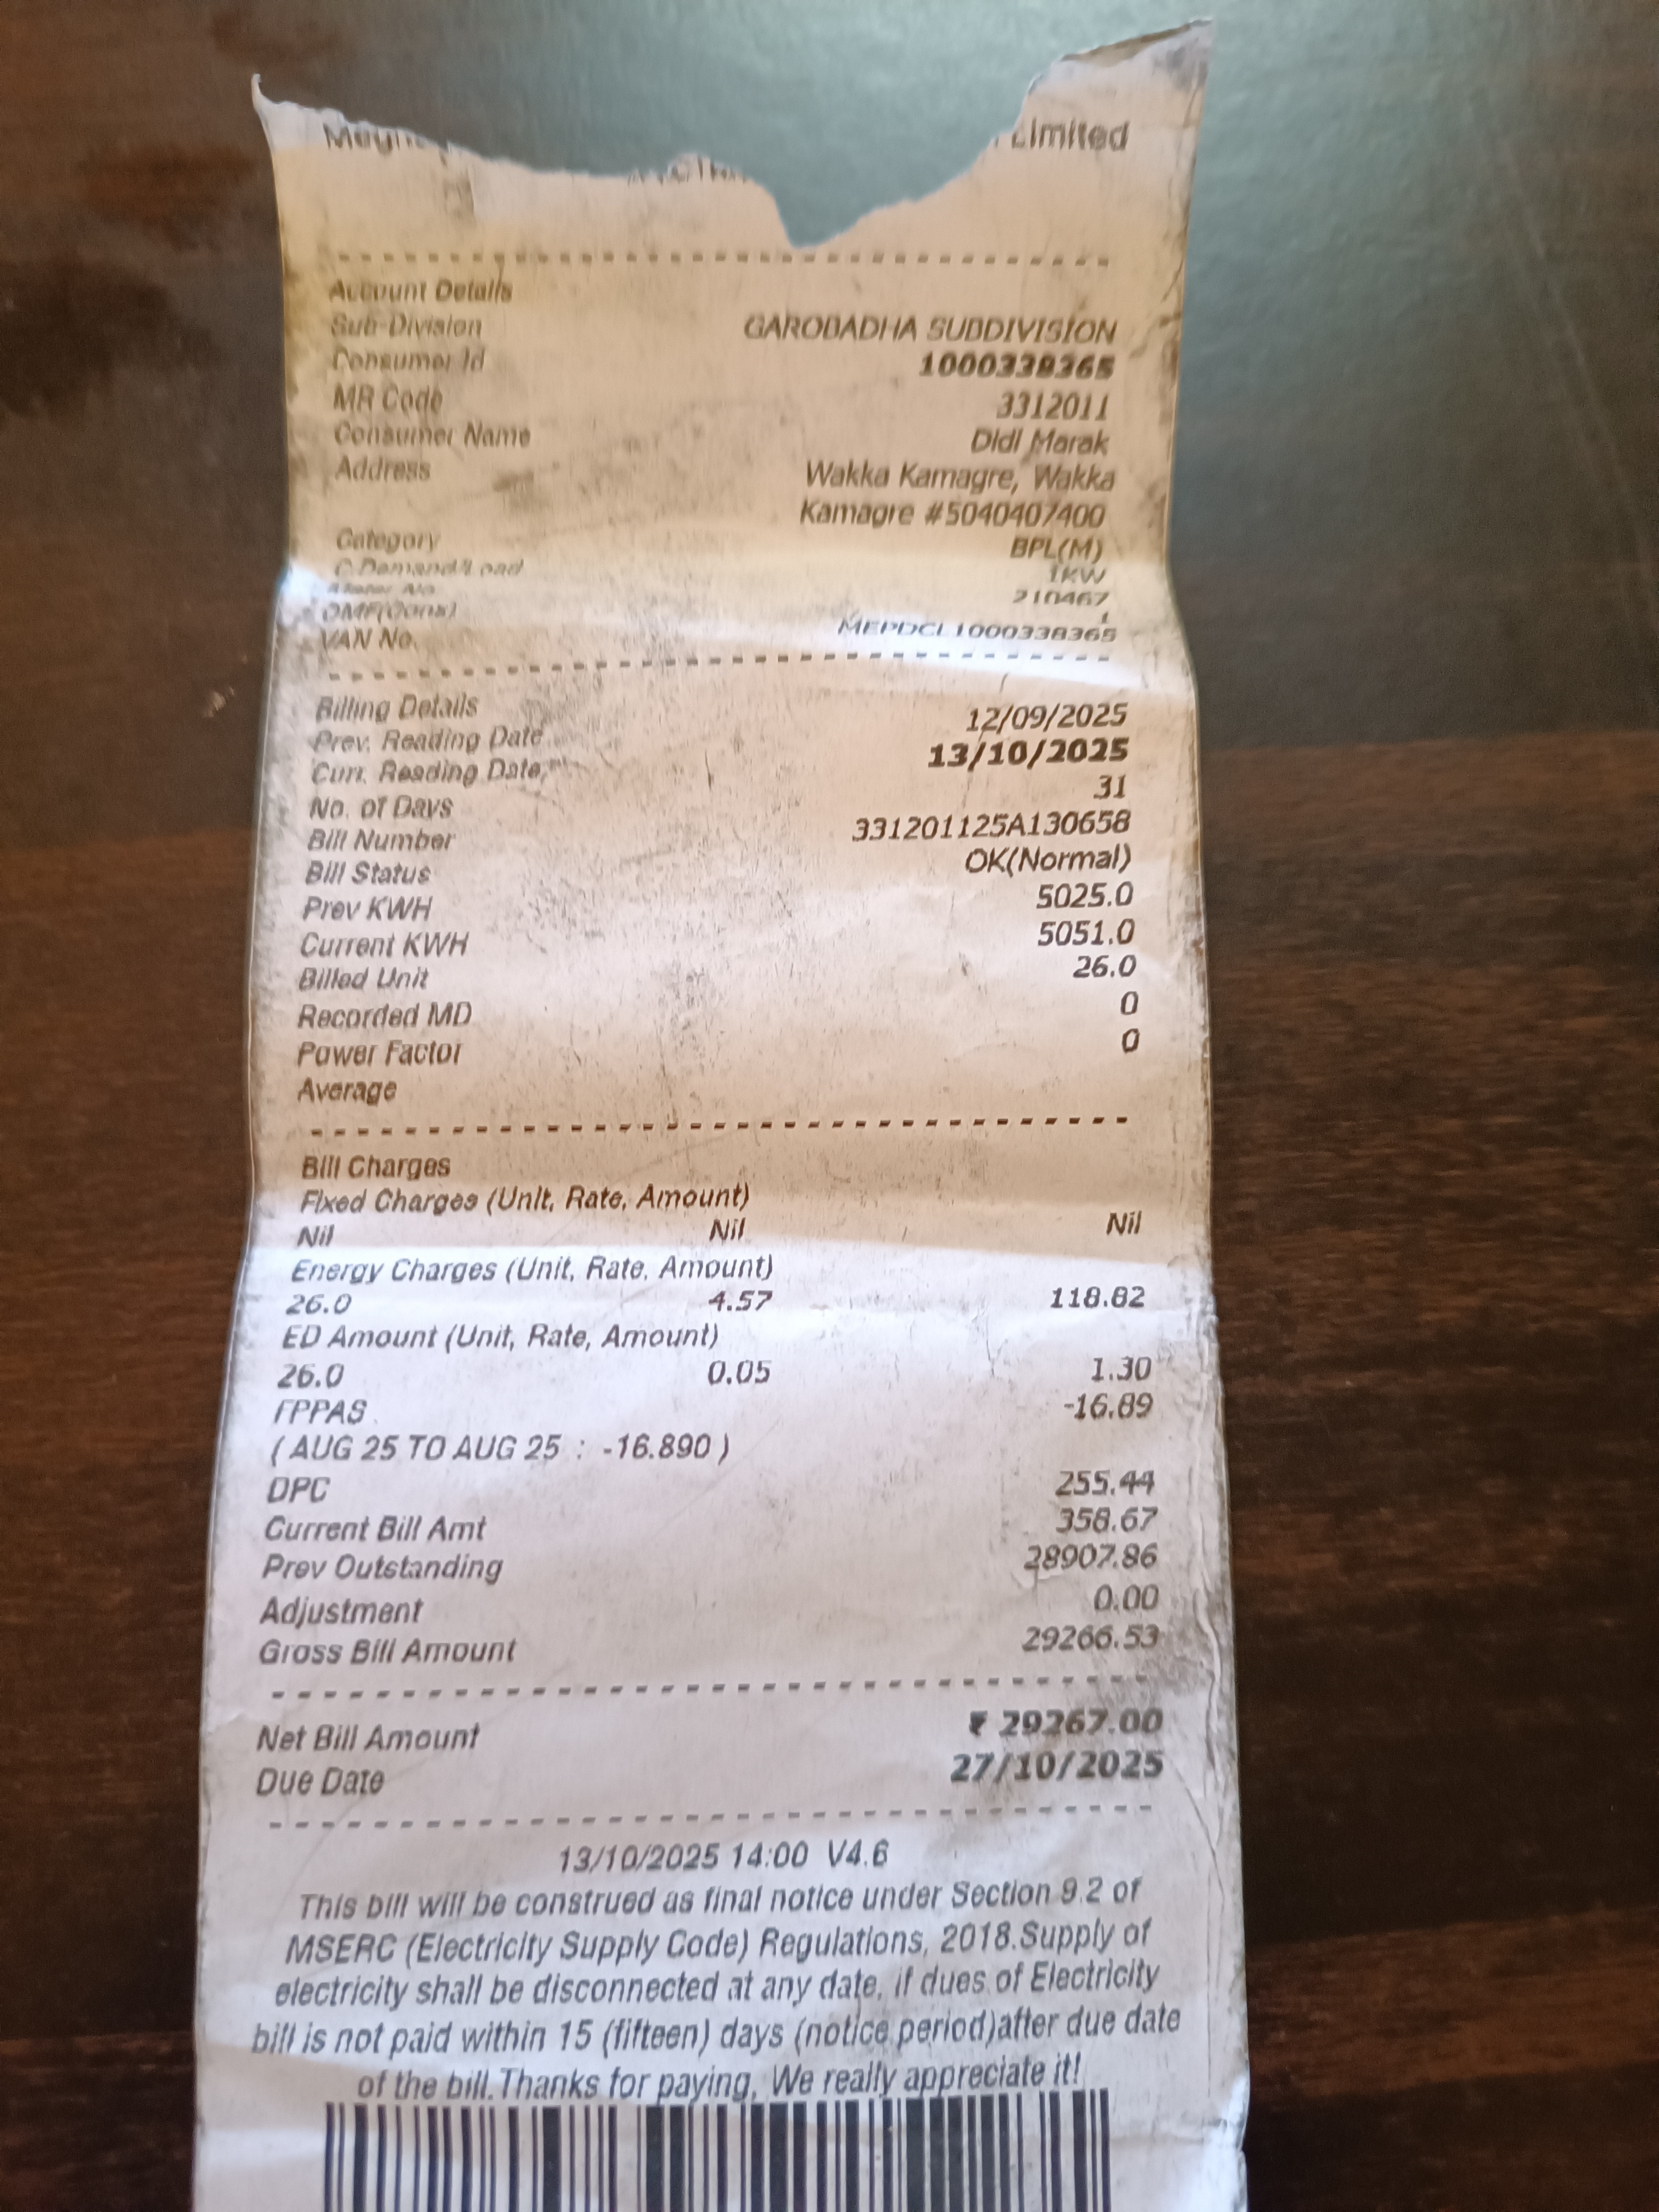 Limited
Account Details
Sub-Division GAROBADHA SUBDIVISION
Consumer Id 1000338365
MR Code 3312011
Consumer Name Didi Marak
Address Wakka Kamagre, Wakka
Kamagre #5040407400
Category BPL(M)
C.Demand/Load 1KW
Meter No 210467
OMF(Cons) 1
VAN No. MEPDCL1000338365
Billing Details
Prev. Reading Date 12/09/2025
Curr. Reading Date 13/10/2025
No. of Days 31
Bill Number 331201125A130658
Bill Status OK(Normal)
Prev KWH 5025.0
Current KWH 5051.0
Billed Unit 26.0
Recorded MD 0
Power Factor 0
Average
Bill Charges
Fixed Charges (Unit, Rate, Amount)
Nil Nil Nil
Energy Charges (Unit, Rate, Amount)
26.0 4.57 118.82
ED Amount (Unit, Rate, Amount)
26.0 0.05 1.30
FPPAS -16.89
( AUG 25 TO AUG 25 : -16.890 )
DPC 255.44
Current Bill Amt 358.67
Prev Outstanding 28907.86
Adjustment 0.00
Gross Bill Amount 29266.53
Net Bill Amount ₹ 29267.00
Due Date 27/10/2025
13/10/2025 14:00 V4.6
This bill will be construed as final notice under Section 9.2 of
MSERC (Electricity Supply Code) Regulations, 2018.Supply of
electricity shall be disconnected at any date, if dues of Electricity
bill is not paid within 15 (fifteen) days (notice period)after due date
of the bill.Thanks for paying, We really appreciate it!